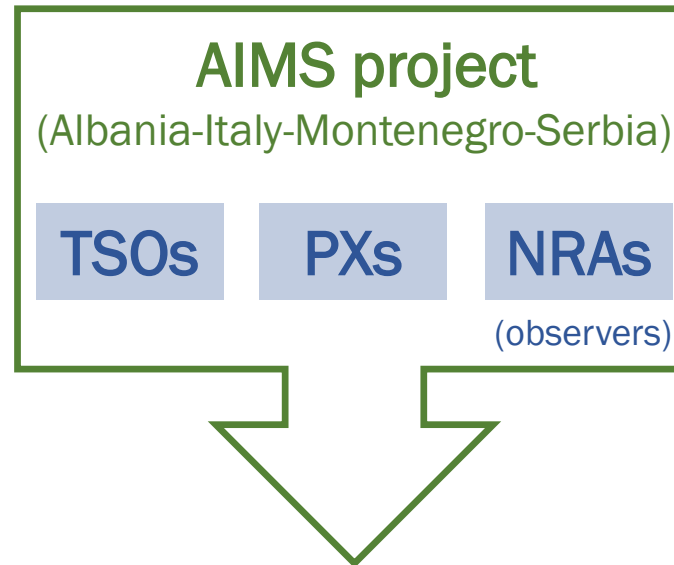 AIMS project
(Albania-Italy-Montenegro-Serbia)
TSOs PXs NRAs
(observers)